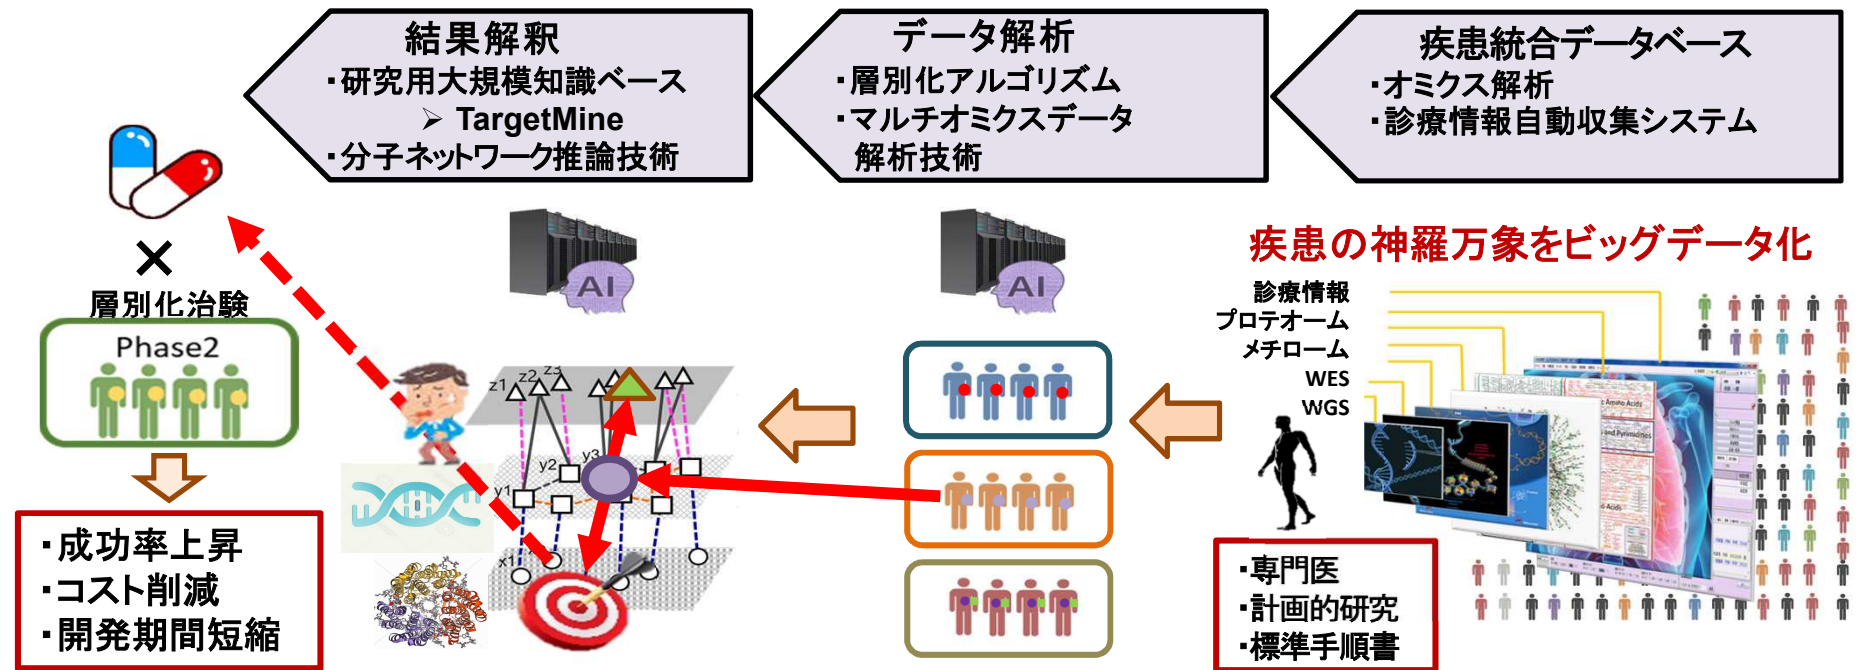 結果解釈
・研究用大規模知識ベース
➢ TargetMine
・分子ネットワーク推論技術
データ解析
・層別化アルゴリズム
・マルチオミクスデータ
解析技術
疾患統合データベース
・オミクス解析
・診療情報自動収集システム
×
層別化治験
Phase2
・成功率上昇
・コスト削減
・開発期間短縮
AI
z1
z2
z3
y1
y2
y3
x1
AI
疾患の神羅万象をビッグデータ化
診療情報
プロテオーム
メチローム
WES
WGS
Amino Acids
and Pyrimidines
・専門医
・計画的研究
・標準手順書